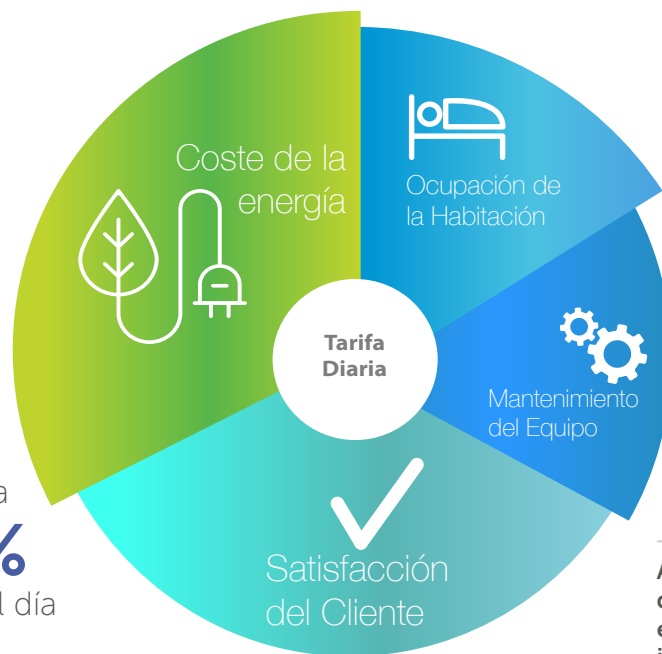 Coste de la
energía
Ocupación de
la Habitación
Tarifa
Diaria
Mantenimiento
del Equipo
Satisfacción
del Cliente
%
día